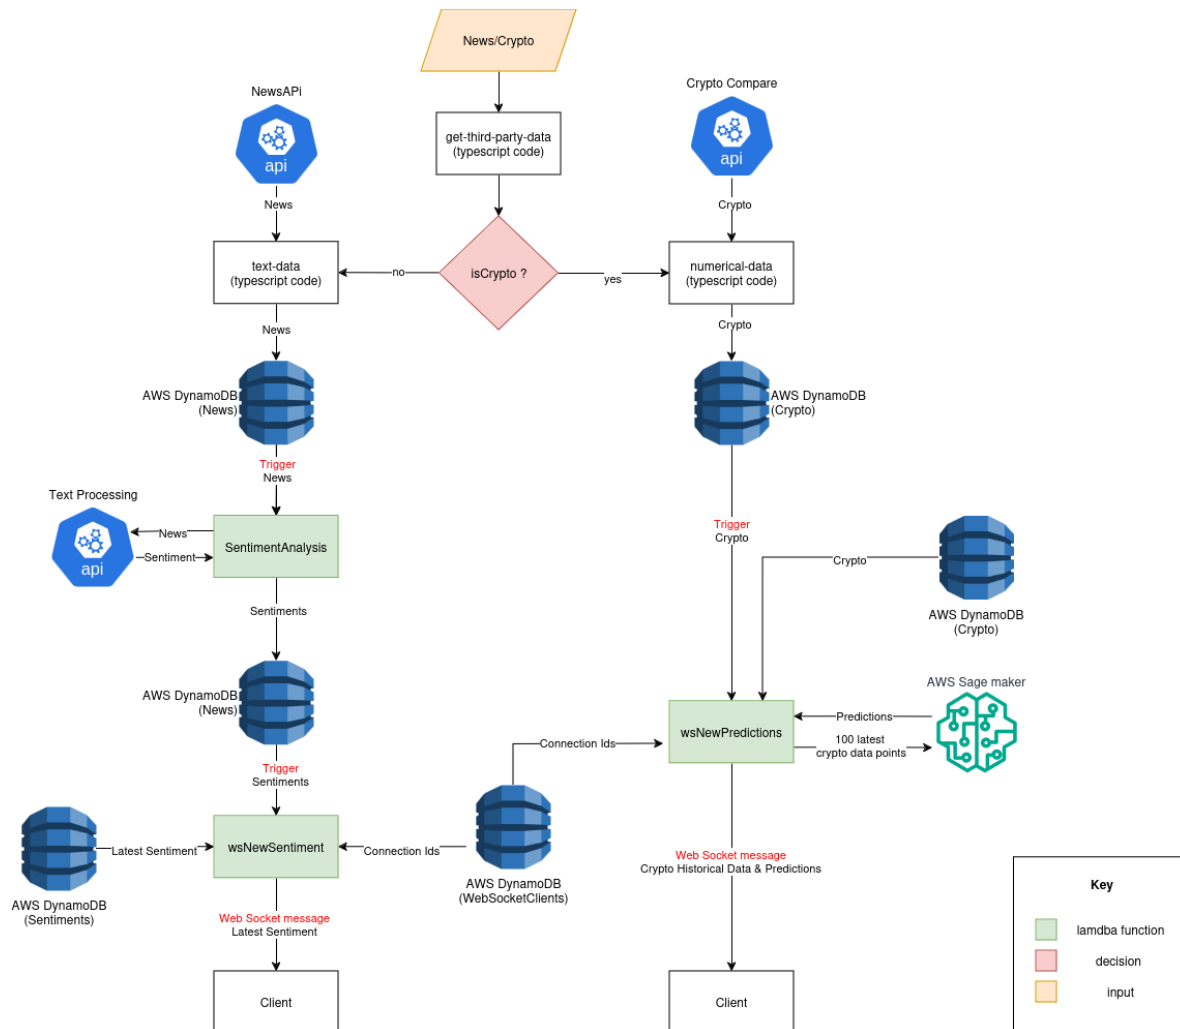 News/Crypto
NewsAPi
Crypto Compare
get-third-party-data
(typescript code)
api
api
News
Crypto
text-data
(typescript code)
no
isCrypto ?
yes
numerical-data
(typescript code)
News
Crypto
AWS DynamoDB
(News)
AWS DynamoDB
(Crypto)
Trigger
News
Text Processing
Trigger
Crypto
News
Sentiment
api
SentimentAnalysis
Crypto
AWS DynamoDB
(Crypto)
Sentiments
AWS DynamoDB
(News)
AWS Sage maker
Predictions
wsNewPredictions
100 latest
crypto data points
Connection Ids
Trigger
Sentiments
Latest Sentiment
wsNewSentiment
Connection Ids
AWS DynamoDB
(Sentiments)
AWS DynamoDB
(WebSocketClients)
Web Socket message
Crypto Historical Data & Predictions
Web Socket message
Latest Sentiment
Client
Client
Key
lamdba function
decision
input